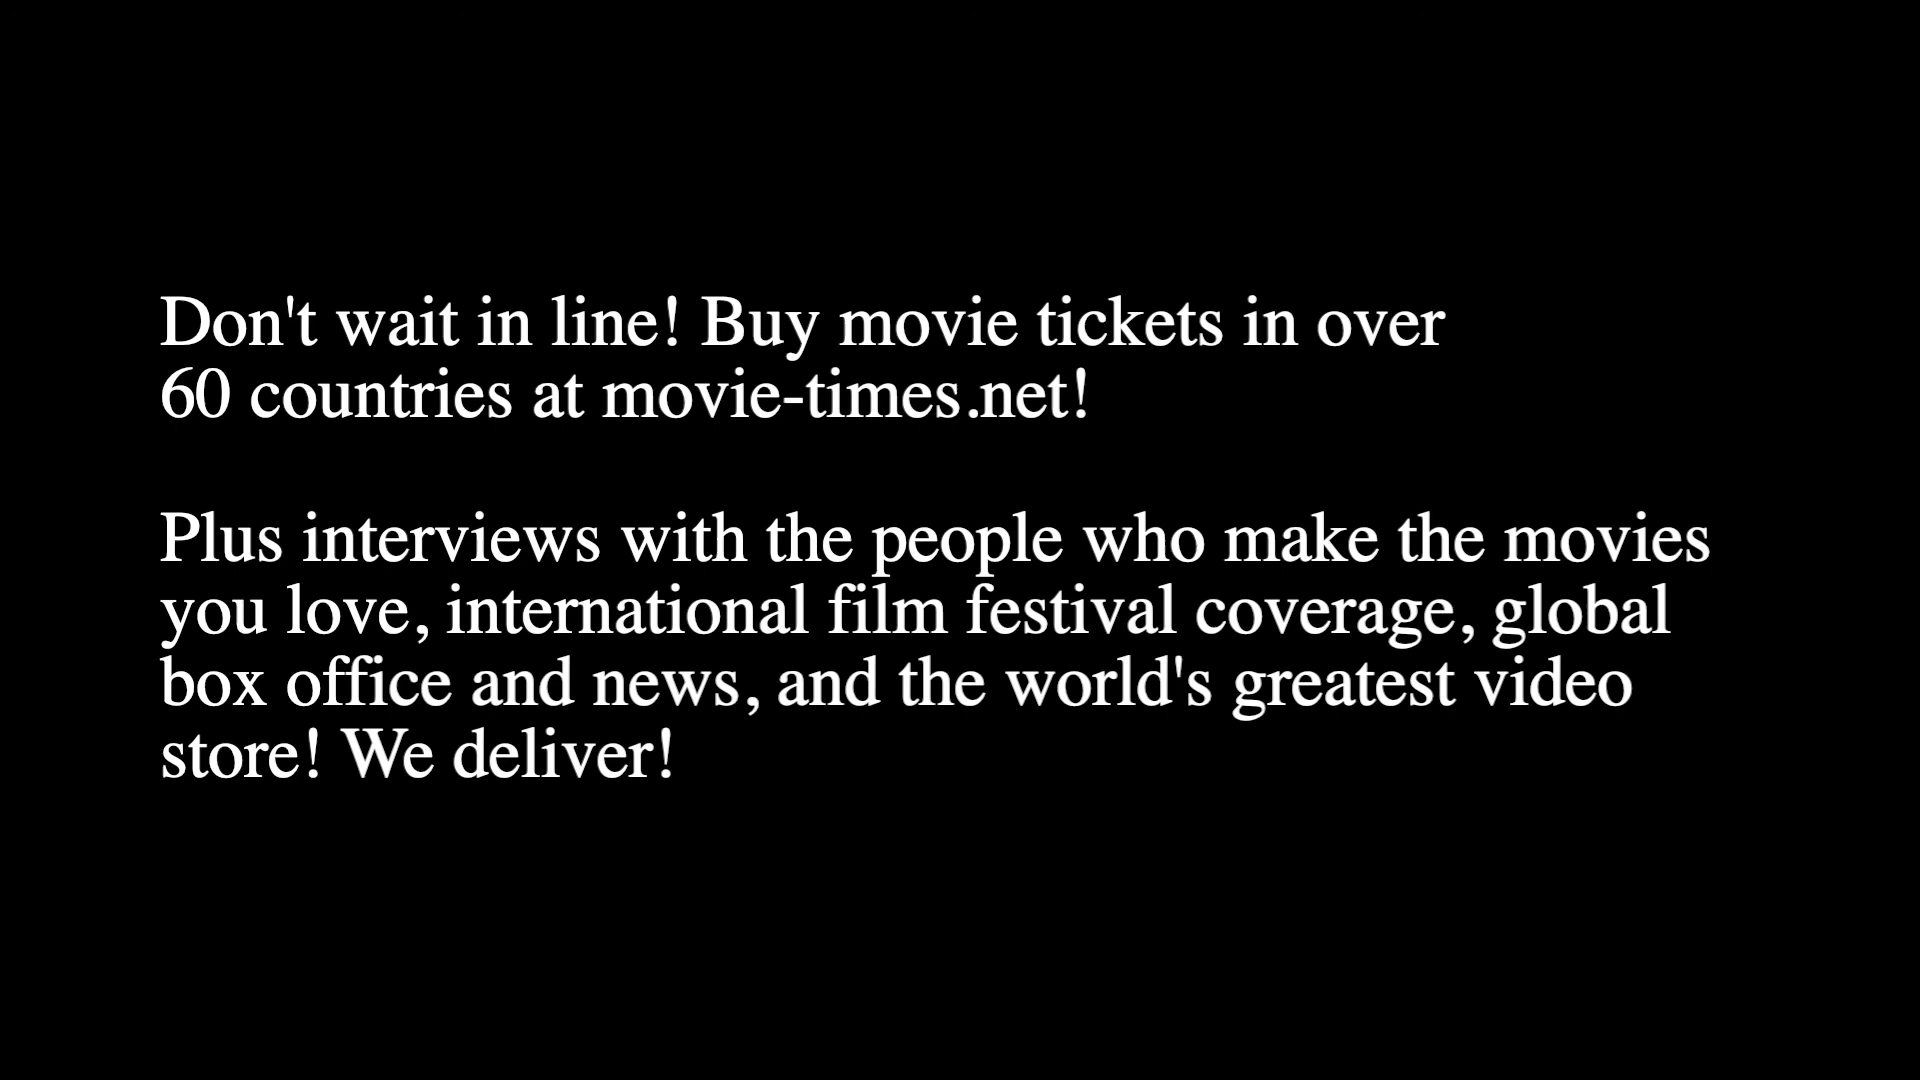 Don't wait in line! Buy movie tickets in over
60 countries at movie-times.net!
Plus interviews with the people who make the movies
you love, international film festival coverage, global
box office and news, and the world's greatest video
store! We deliver!